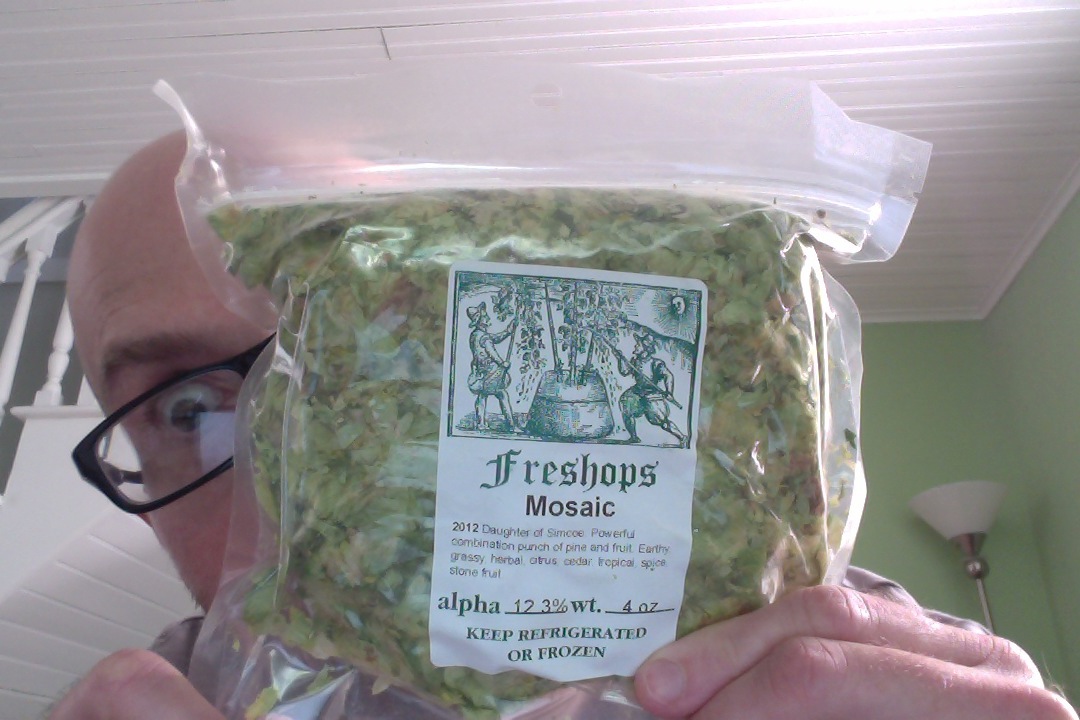 Freshops
Mosaic
2012 Daughter of Simcoe. Powerful
combination punch of pine and fruit. Earthy
grassy herbal citrus cedar tropical spice
stone fruit
alpha 12.3% wt. 4 oz
KEEP REFRIGERATED
OR FROZEN